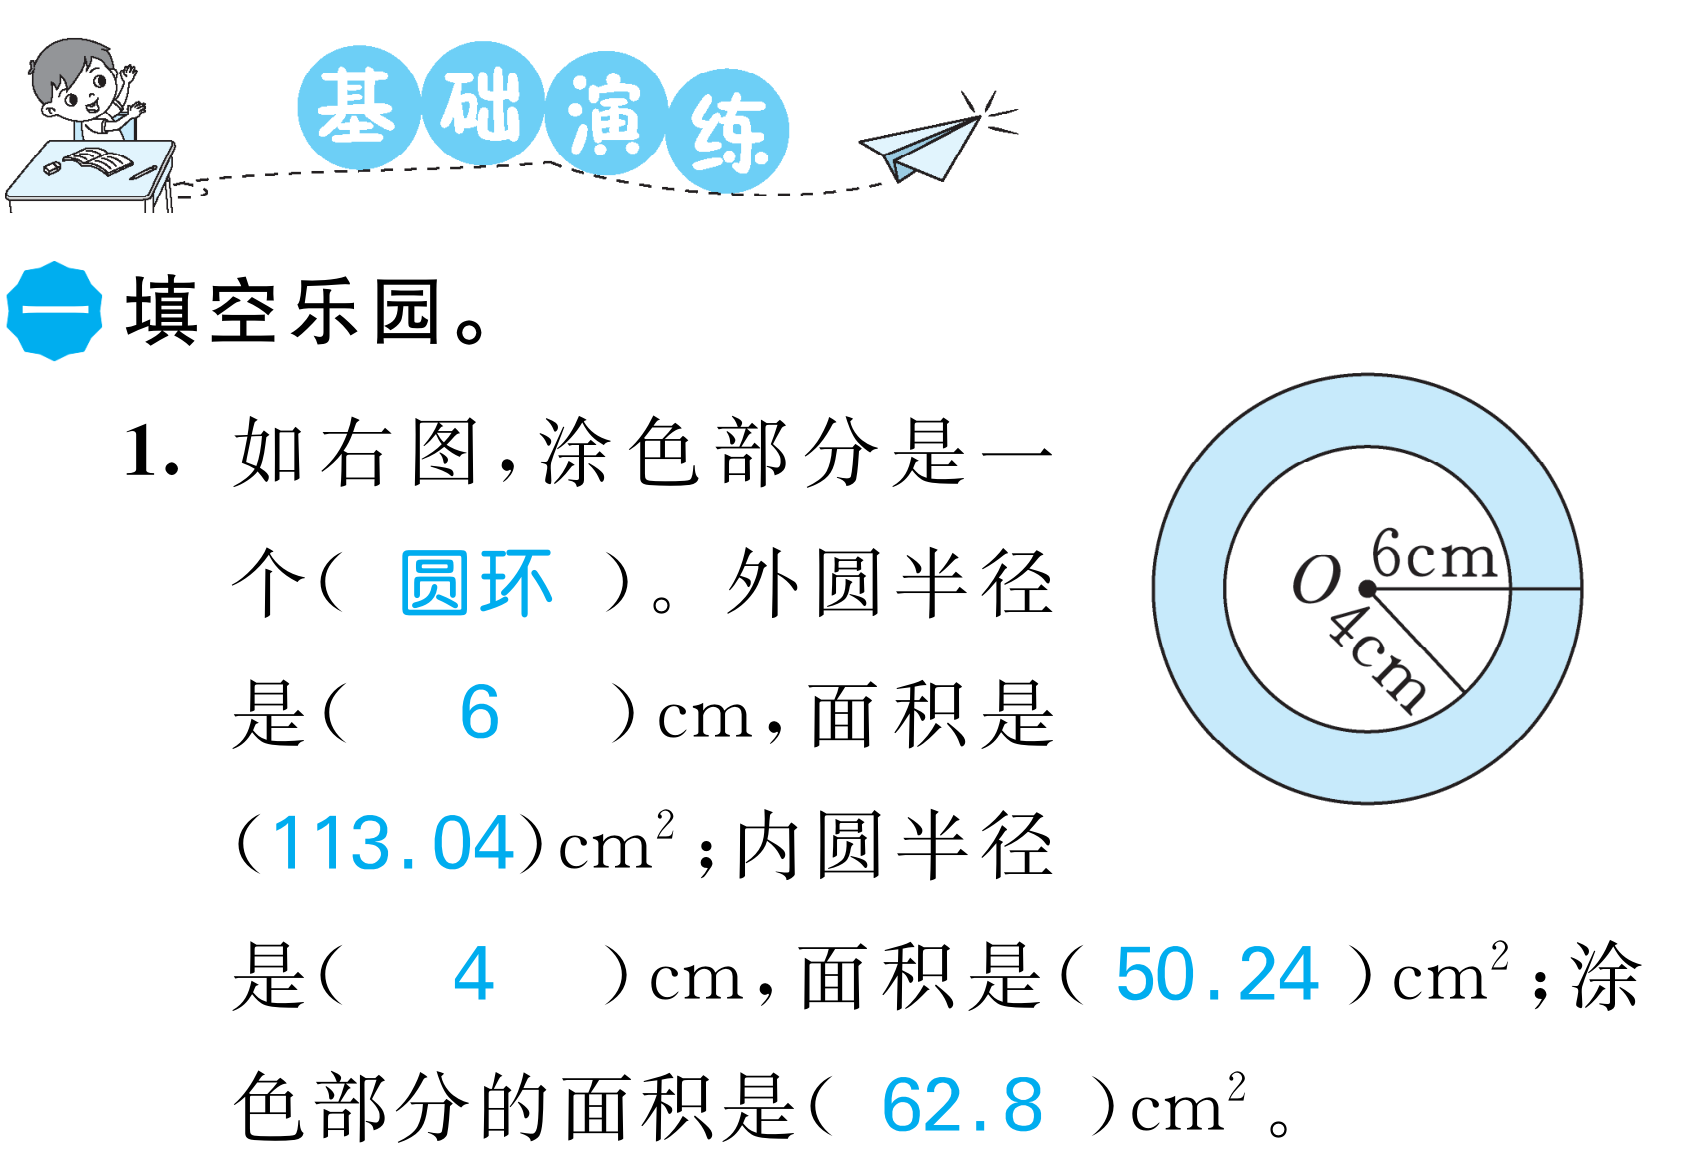 基础演练
一 填空乐园。
1. 如右图,涂色部分是一
个( 圆环 )。外圆半径
是( 6 )cm,面积是
(113.04)cm²;内圆半径
是( 4 )cm,面积是( 50.24 )cm²;涂
色部分的面积是( 62.8 )cm²。
6cm
O
4cm